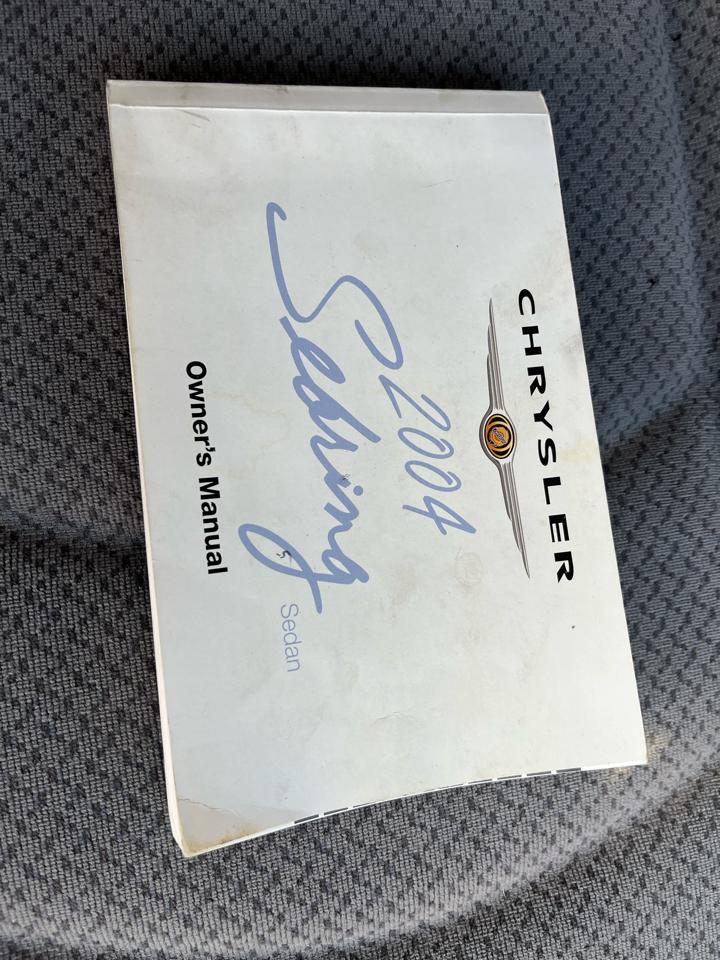 CHRYSLER
2004
Sebring
Sedan
Owner's Manual